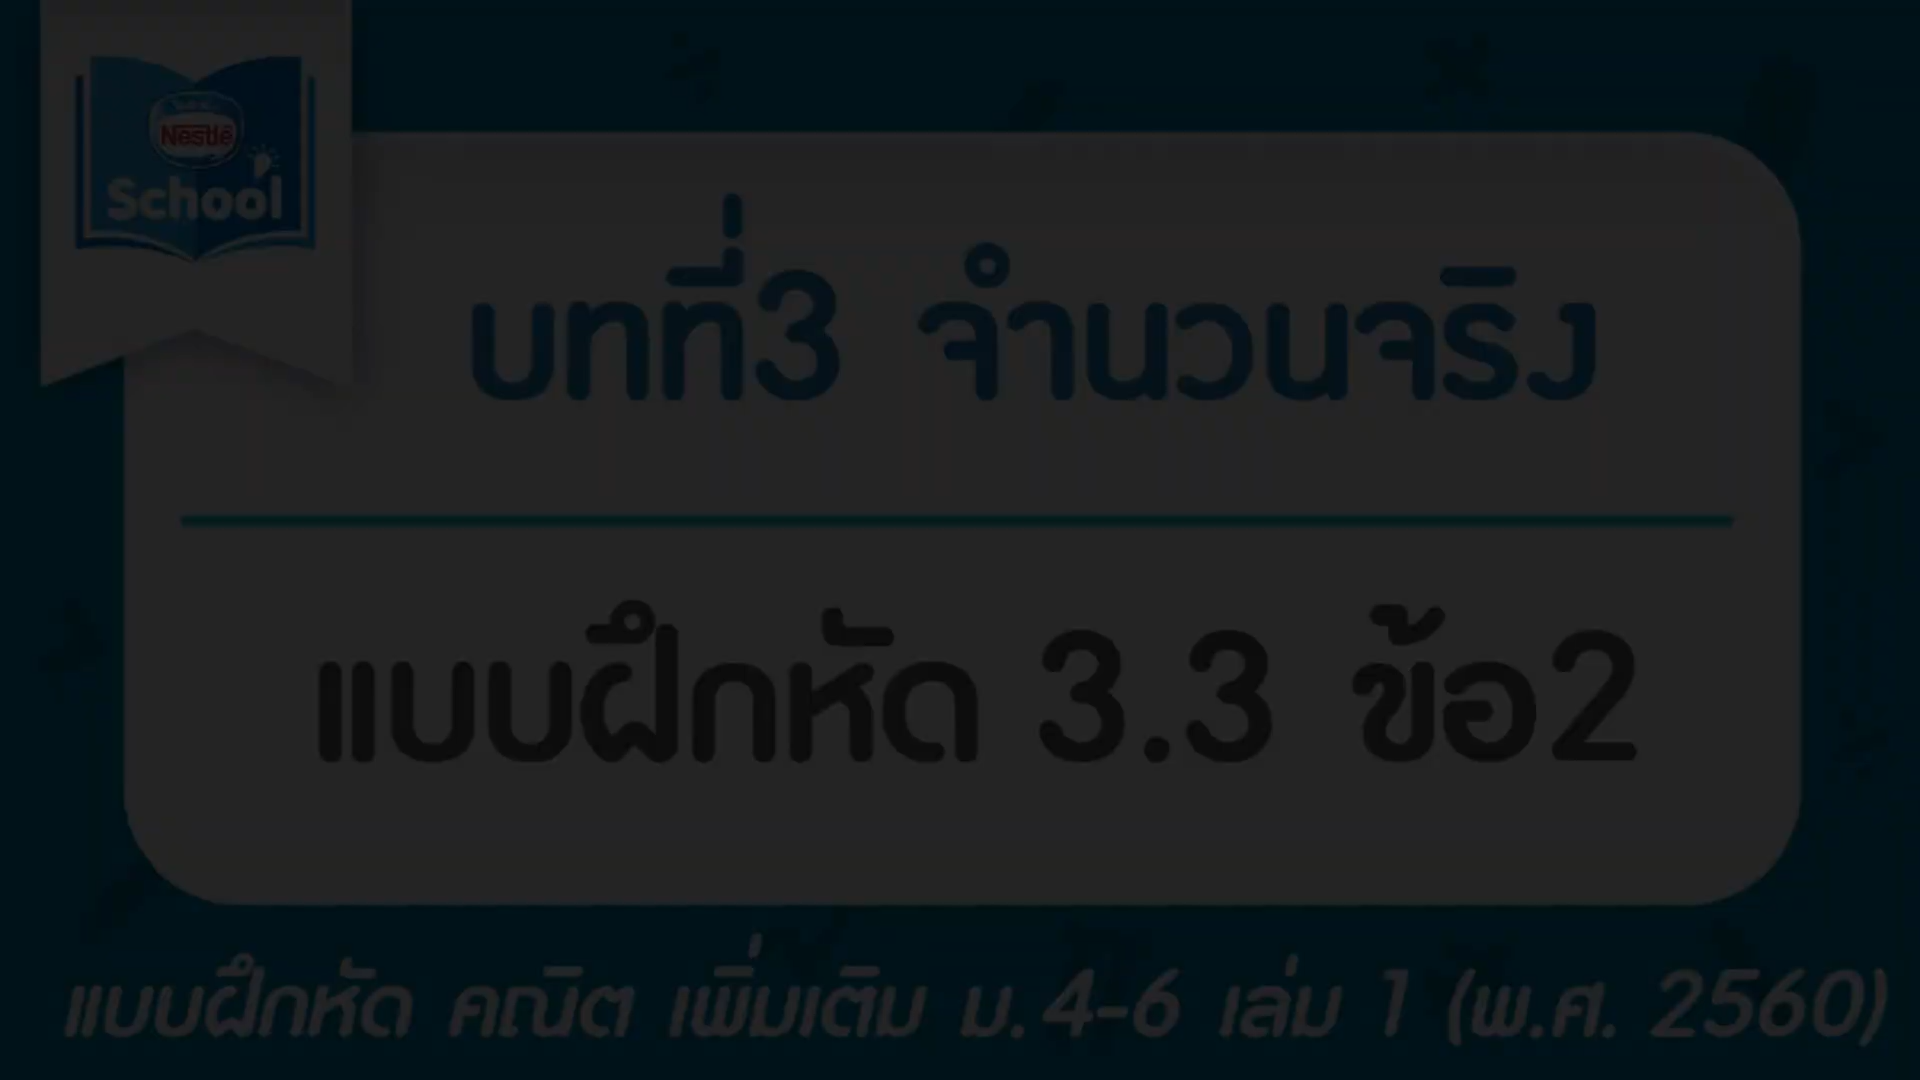 Nestlé
School
บทที่3 จำนวนจริง
แบบฝึกหัด 3.3 ข้อ2
แบบฝึกหัด คณิต เพิ่มเติม ม.4-6 เล่ม 1 (พ.ศ. 2560)